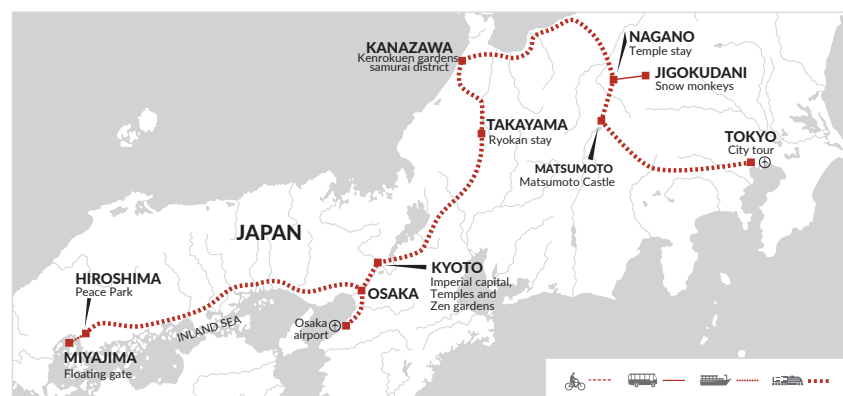 KANAZAWA
Kenrokuen gardens,
samurai district
NAGANO
Temple stay
JIGOKUDANI
Snow monkeys
TAKAYAMA
Ryokan stay
TOKYO
City tour
MATSUMOTO
Matsumoto Castle
JAPAN
HIROSHIMA
Peace Park
KYOTO
Imperial capital,
Temples and
Zen gardens
OSAKA
INLAND SEA
Osaka
airport
MIYAJIMA
Floating gate